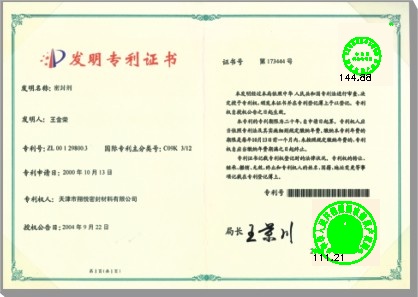 发明专利证书
发明名称：密封剂
发明人：王金荣
专利号：ZL 00 1 29800.3 国际专利主分类号：C09K 3/12
专利申请日：2000 年 10 月 13 日
专利权人：天津市翔悦密封材料有限公司
授权公告日：2004 年 9 月 22 日
第 1 页 (共 1 页)
证书号 第 173444 号
144.dd
本发明经过本局依照中华人民共和国专利法进行审查，决定授予专利权，颁发本证书并在专利登记簿上予以登记。专利权自授权公告之日起生效。
本专利的专利权期限为二十年，自申请日起算。专利权人应当依照专利法及其实施细则规定缴纳年费。缴纳本专利年费的期限是每年10月13日前一个月内。未按照规定缴纳年费的，专利权自应当缴纳年费期满之日起终止。
专利证书记载专利权登记时的法律状况。专利权的转让、继承、撤销、无效、终止和专利权人的姓名、国籍、地址变更等事项记载在专利登记簿上。
专利号
局长 王景川
111.21